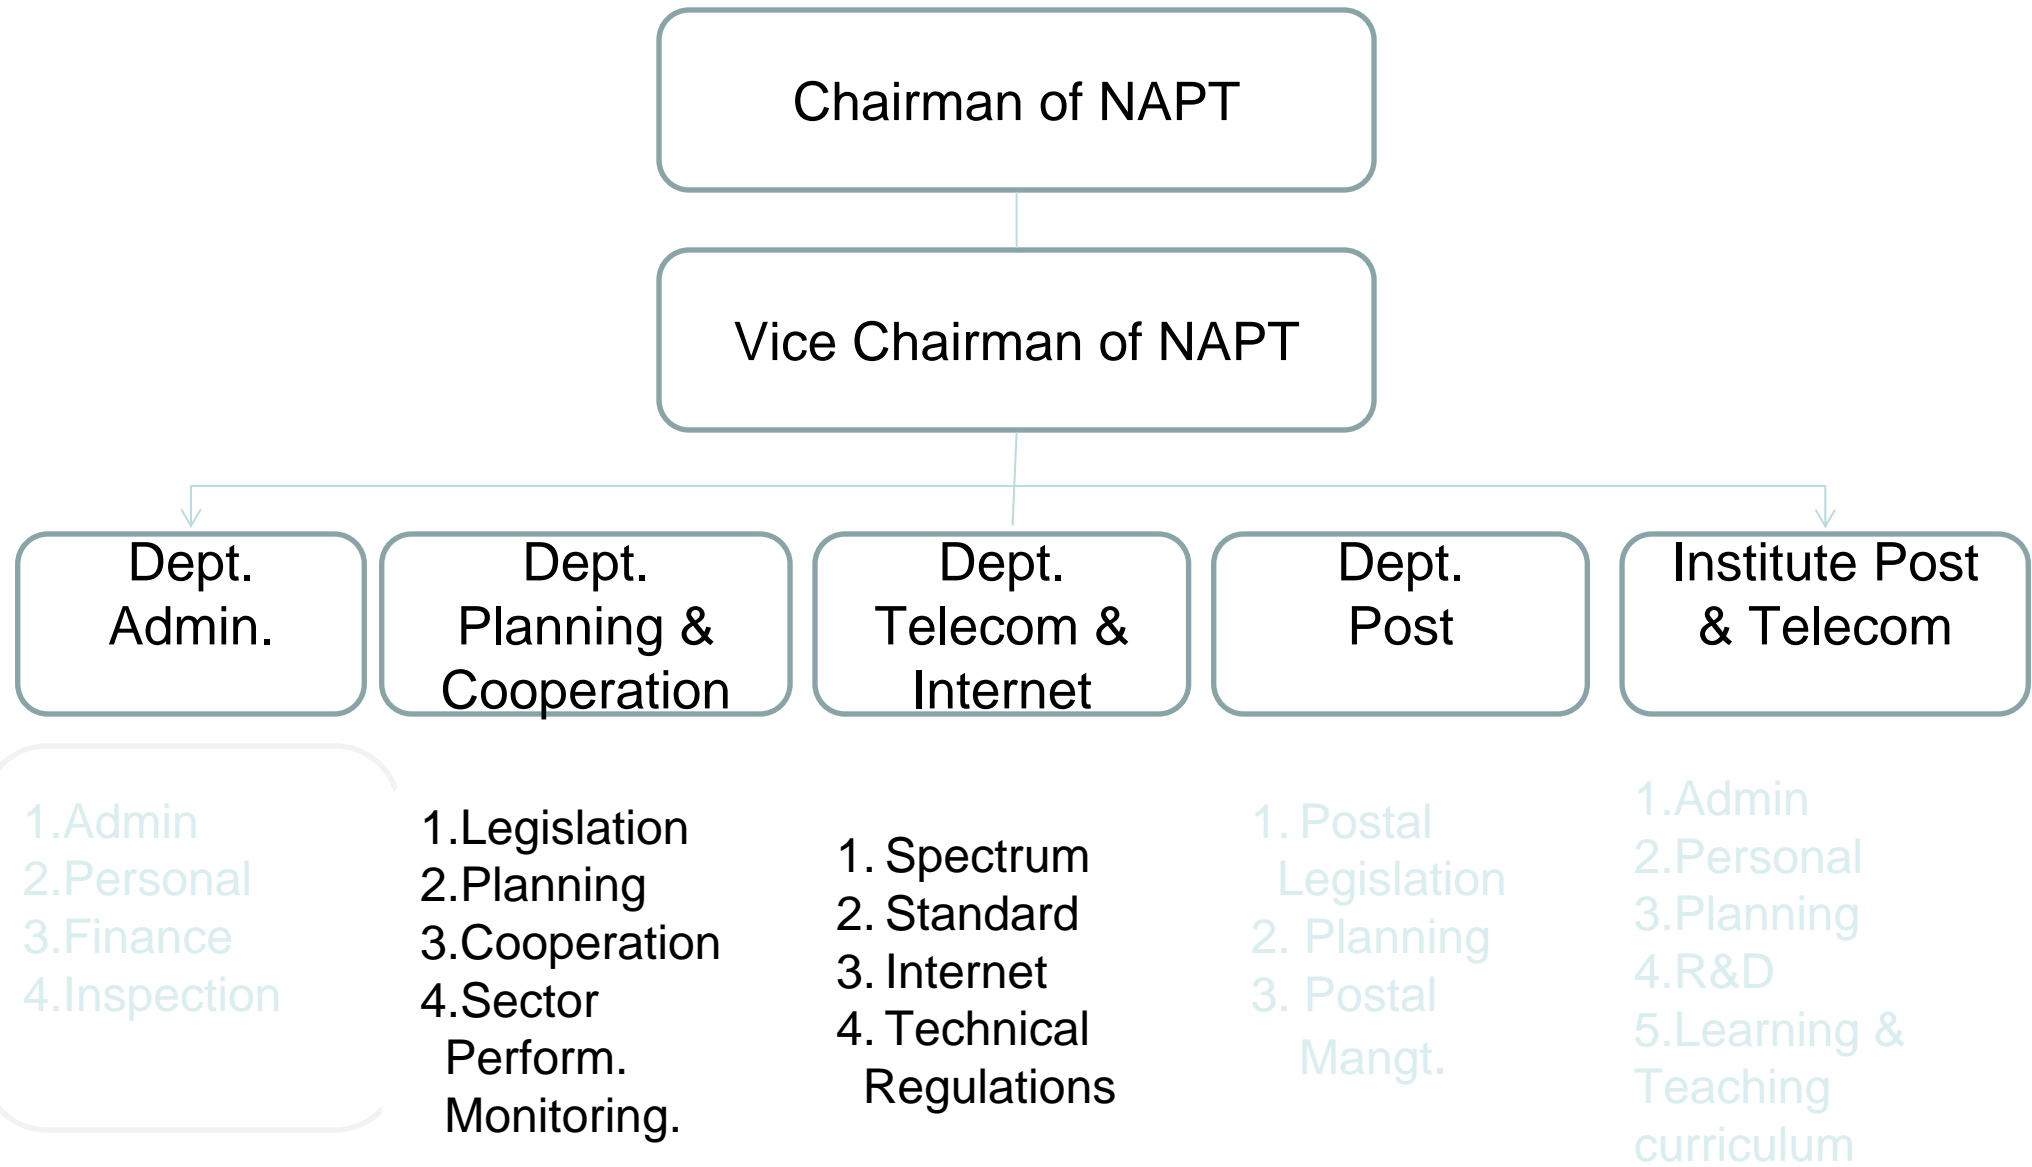 Chairman of NAPT
Vice Chairman of NAPT
Dept.
Admin.
Dept.
Planning &
Cooperation
Dept.
Telecom &
Internet
Dept.
Post
Institute Post
& Telecom
1.Admin
2.Personal
3.Finance
4.Inspection
1.Legislation
2.Planning
3.Cooperation
4.Sector
Perform.
Monitoring.
1. Spectrum
2. Standard
3. Internet
4. Technical
Regulations
1. Postal
Legislation
2. Planning
3. Postal
Mangt.
1.Admin
2.Personal
3.Planning
4.R&D
5.Learning &
Teaching
curriculum